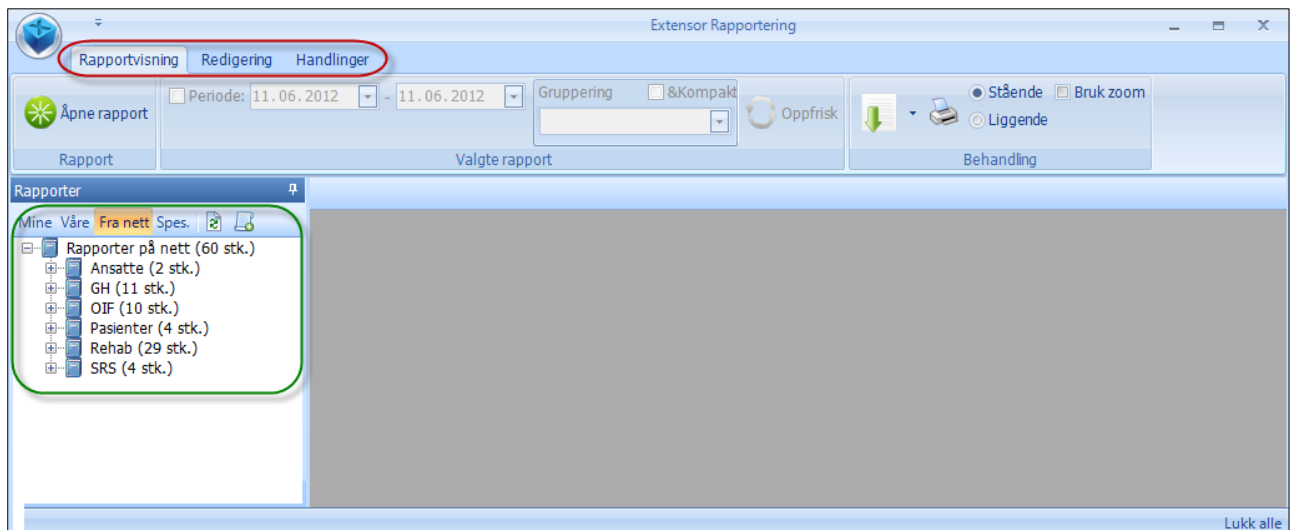 Extensor Rapportering
Rapportvisning Redigering Handlinger
Åpne rapport
Periode: 11.06.2012 - 11.06.2012
Gruppering &Kompakt
Oppfrisk
Stående Bruk zoom
Liggende
Rapport Valgte rapport Behandling
Rapporter
Mine Våre Fra nett Spes.
Rapporter på nett (60 stk.)
Ansatte (2 stk.)
GH (11 stk.)
OIF (10 stk.)
Pasienter (4 stk.)
Rehab (29 stk.)
SRS (4 stk.)
Lukk alle